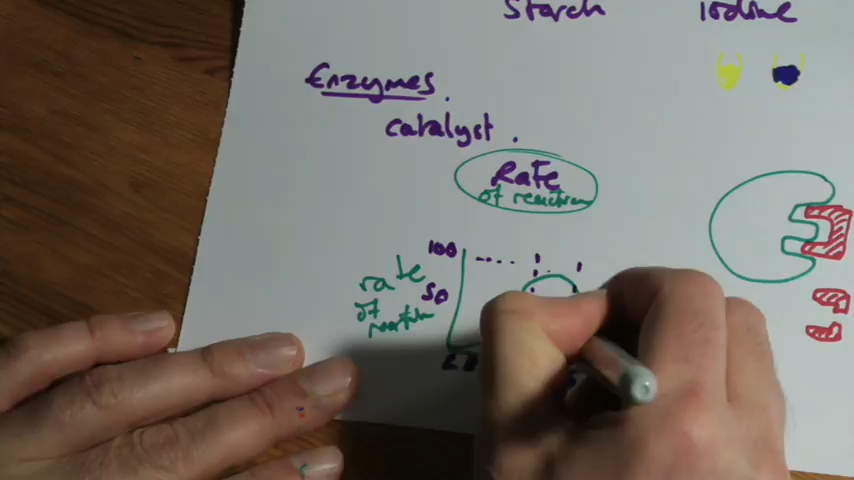 Starch Iodine
Enzymes.
catalyst.
Rate
of reaction
100
rate
50
of
reaction